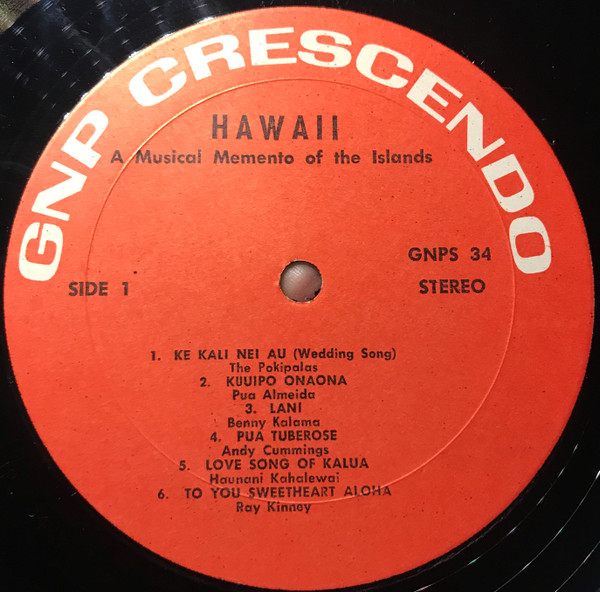 GNP CRESCENDO
HAWAII
A Musical Memento of the Islands
GNPS 34
SIDE 1
STEREO
1. KE KALI NEI AU (Wedding Song)
The Pokipalas
2. KUUIPO ONAONA
Pua Almeida
3. LANI
Benny Kalama
4. PUA TUBEROSE
Andy Cummings
5. LOVE SONG OF KALUA
Haunani Kahalewai
6. TO YOU SWEETHEART ALOHA
Ray Kinney